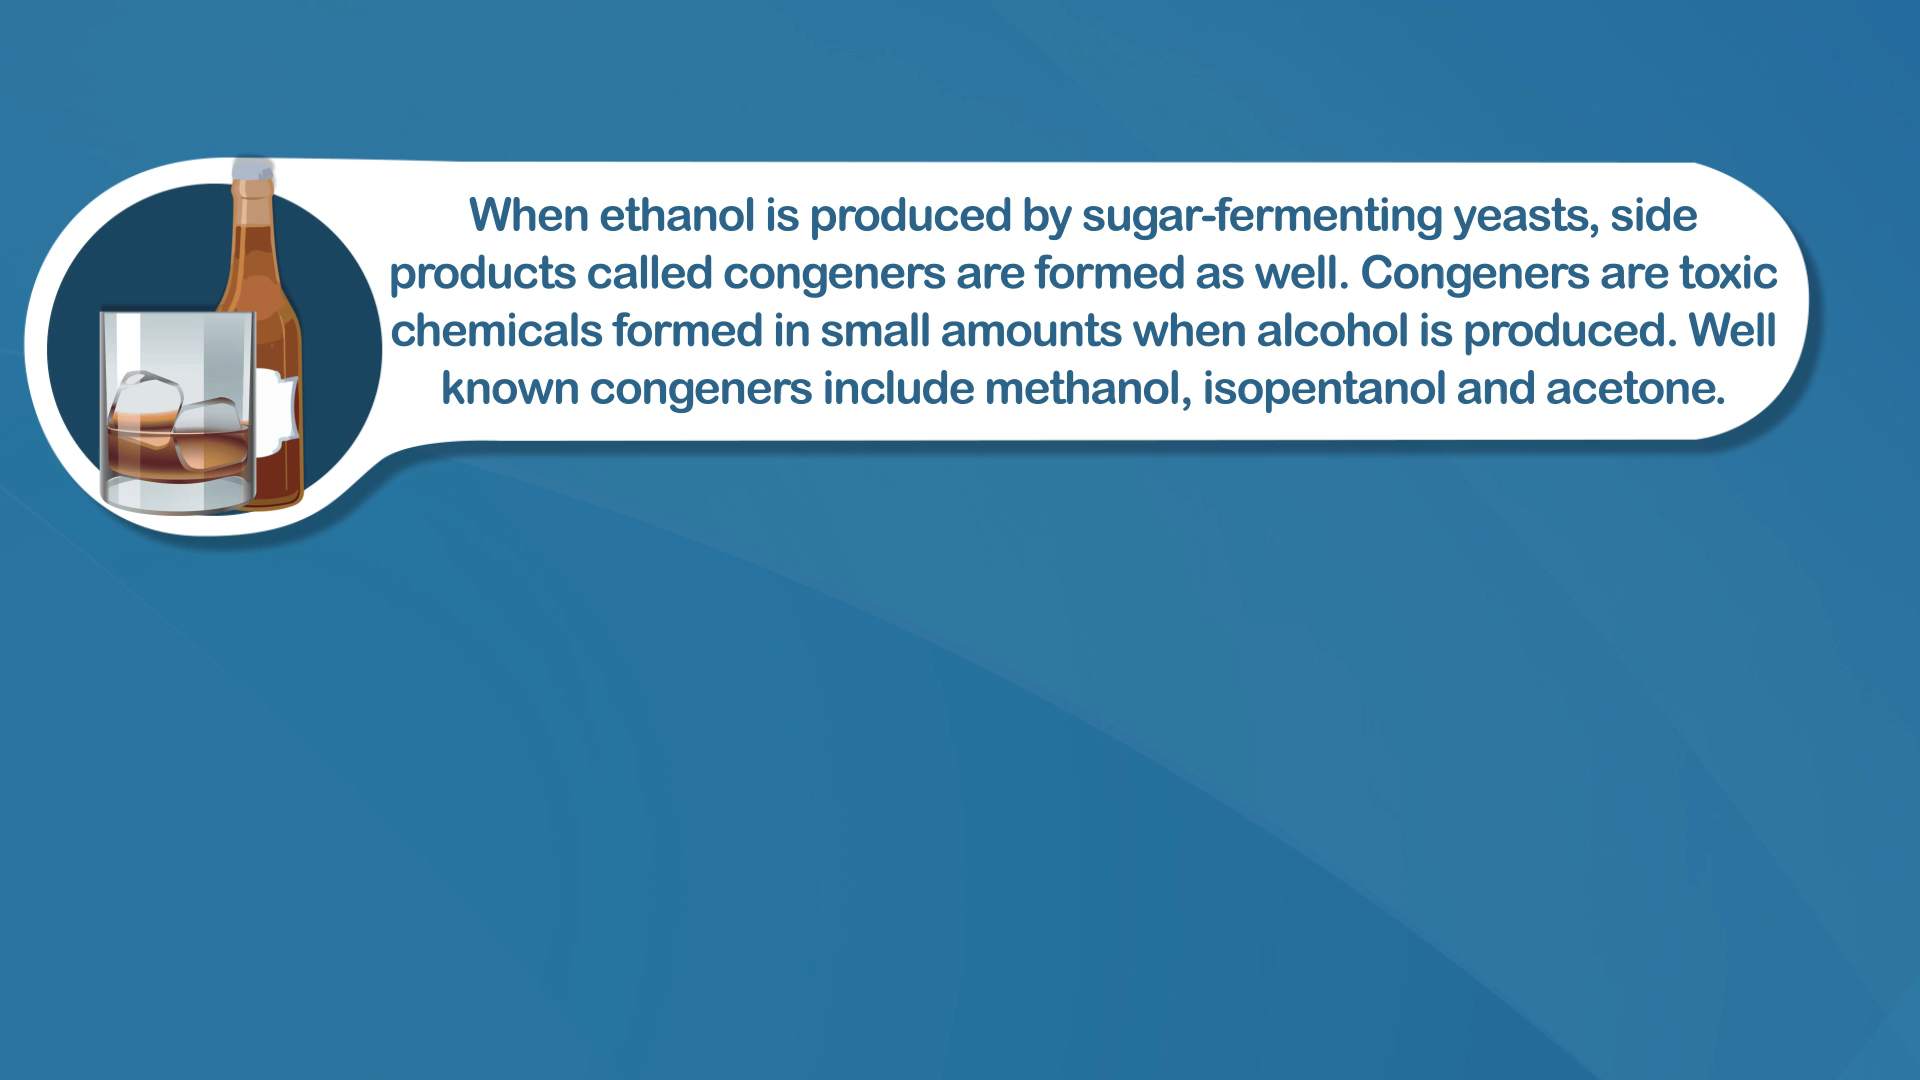 When ethanol is produced by sugar-fermenting yeasts, side
products called congeners are formed as well. Congeners are toxic
chemicals formed in small amounts when alcohol is produced. Well
known congeners include methanol, isopentanol and acetone.